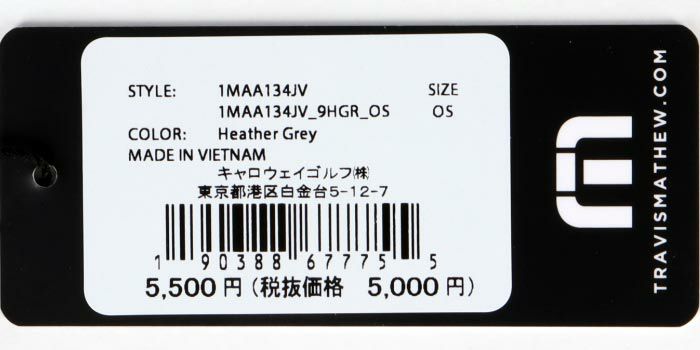 STYLE: 1MAA134JV SIZE
1MAA134JV_9HGR_OS OS
COLOR: Heather Grey
MADE IN VIETNAM
キャロウェイゴルフ㈱
東京都港区白金台5-12-7
1 90388 67775 5
5,500円(税抜価格 5,000円)
TRAVISMATHEW.COM